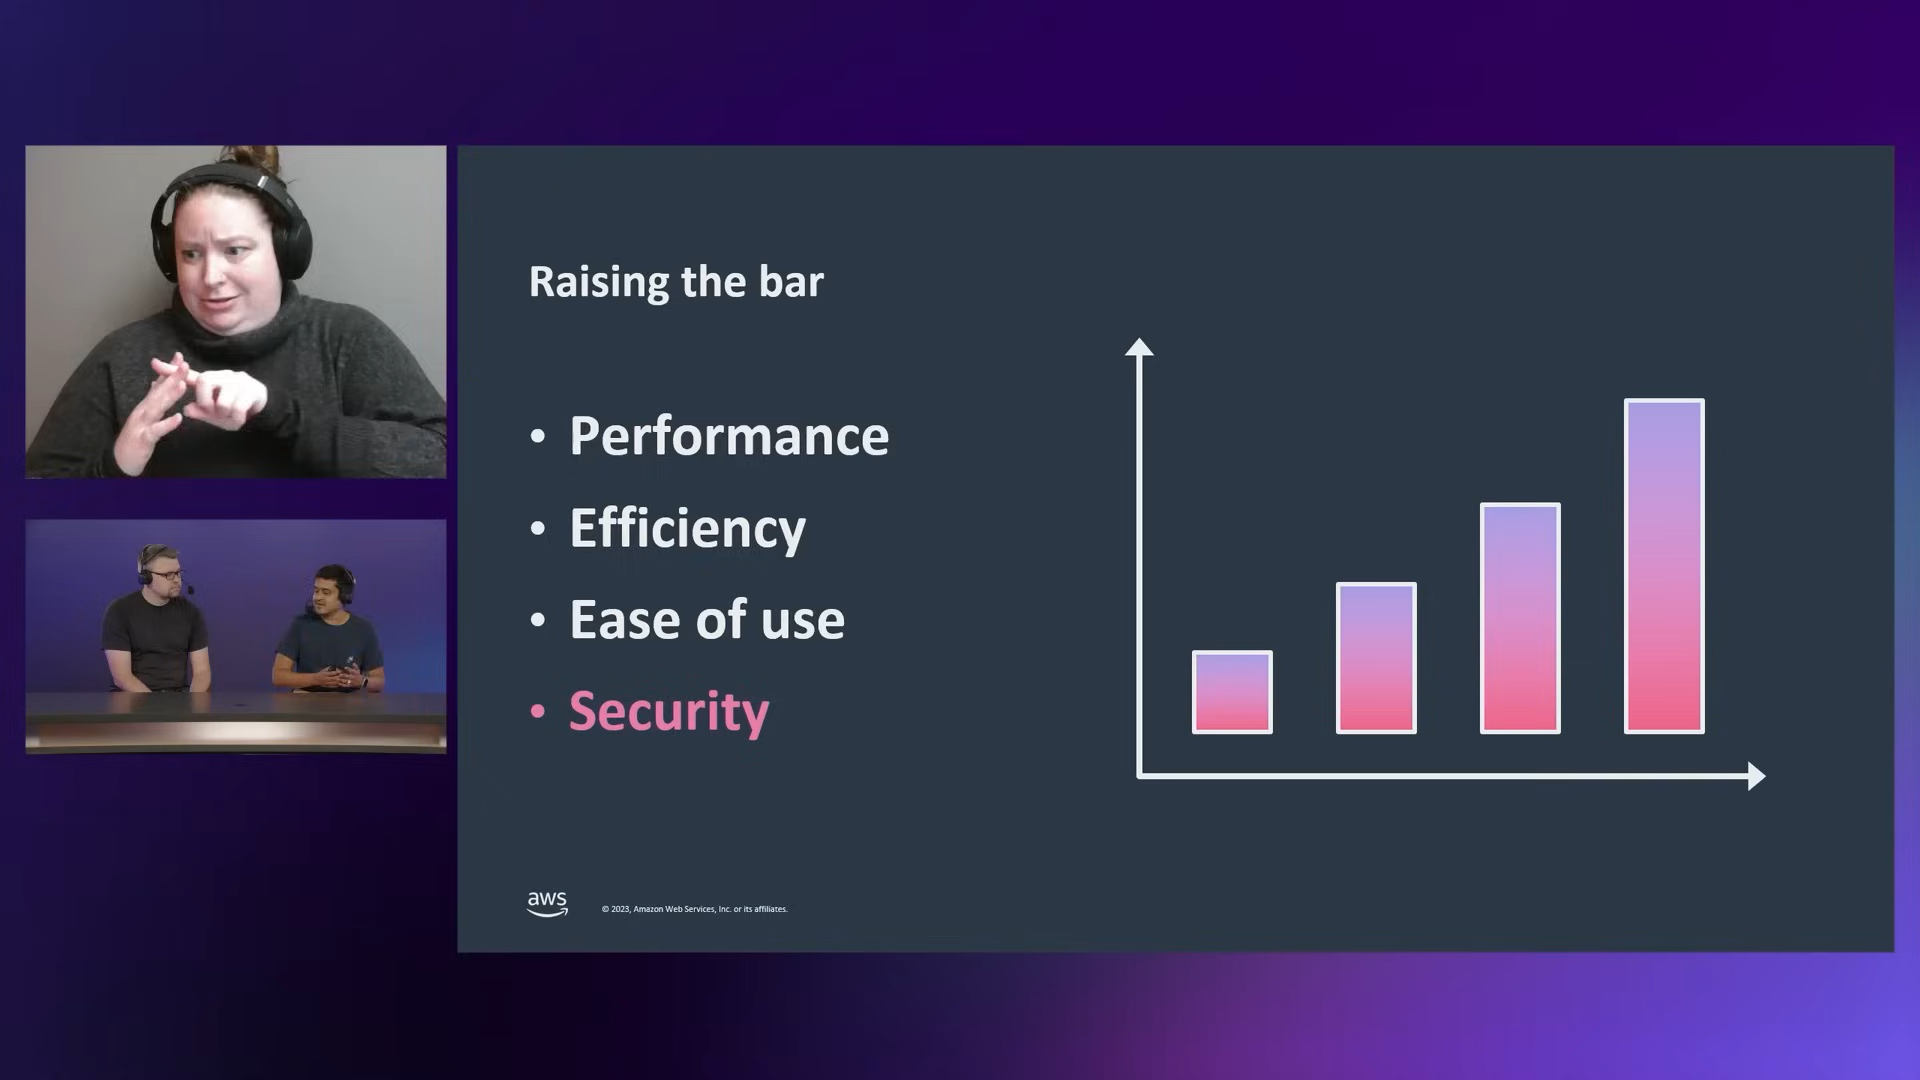 Raising the bar
• Performance
• Efficiency
• Ease of use
• Security
aws
© 2023, Amazon Web Services, Inc. or its affiliates.